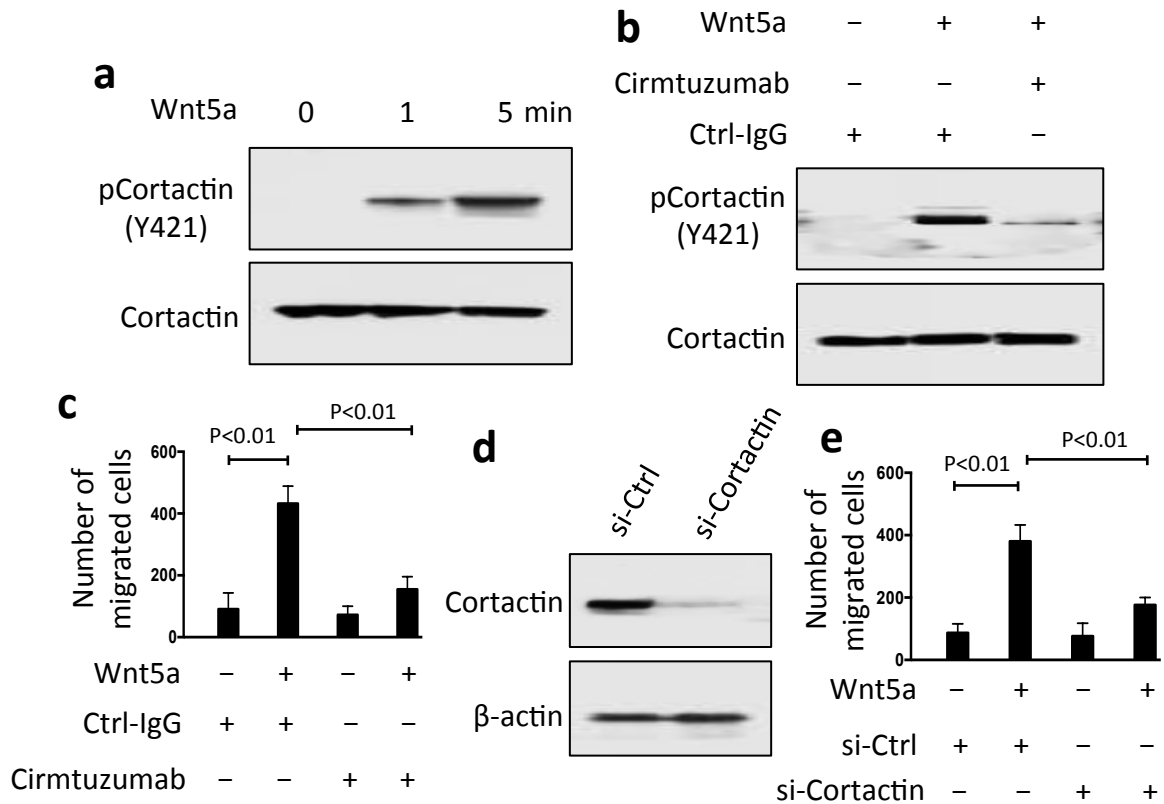 a
Wnt5a 0 1 5 min
pCortactin
(Y421)
Cortactin
b
Wnt5a – + +
Cirmtuzumab – – +
Ctrl-IgG + + –
pCortactin
(Y421)
Cortactin
c
P<0.01
P<0.01
Number of
migrated cells
600
400
200
0
Wnt5a – + – +
Ctrl-IgG + + – –
Cirmtuzumab – – + +
d
si-Ctrl
si-Cortactin
Cortactin
β-actin
e
P<0.01
P<0.01
Number of
migrated cells
600
400
200
0
Wnt5a – + – +
si-Ctrl + + – –
si-Cortactin – – + +